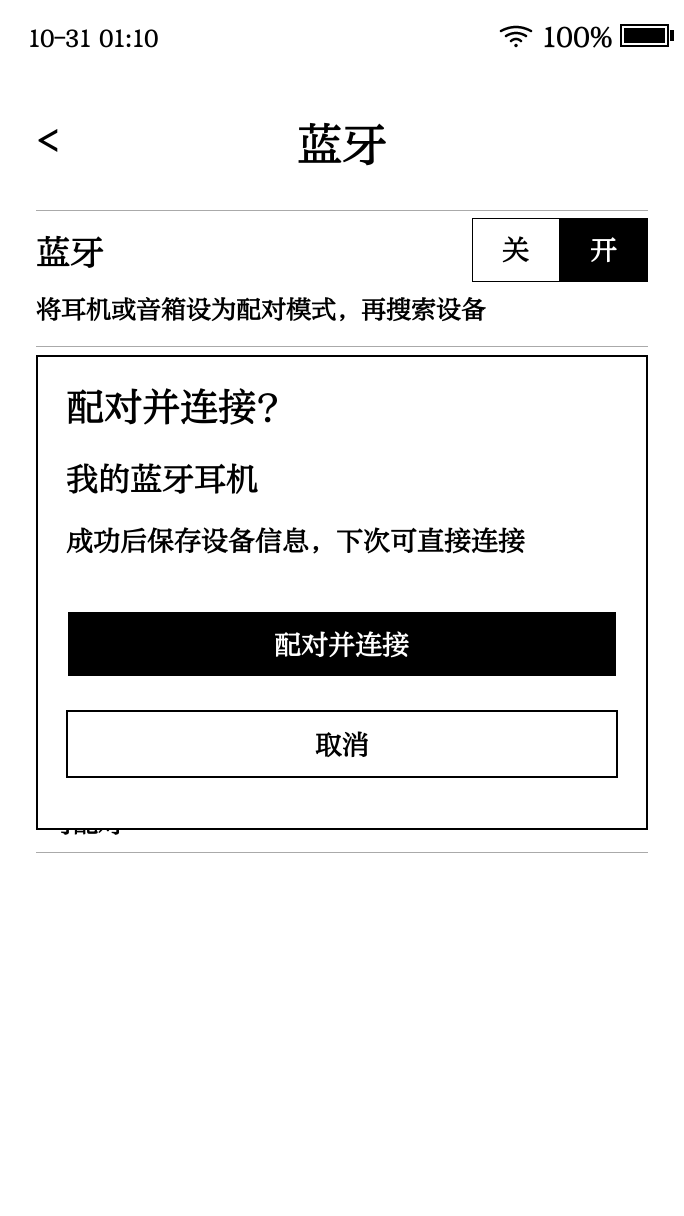 10-31 01:10
100%
<
蓝牙
蓝牙
关
开
将耳机或音箱设为配对模式，再搜索设备
配对并连接？
我的蓝牙耳机
成功后保存设备信息，下次可直接连接
配对并连接
取消